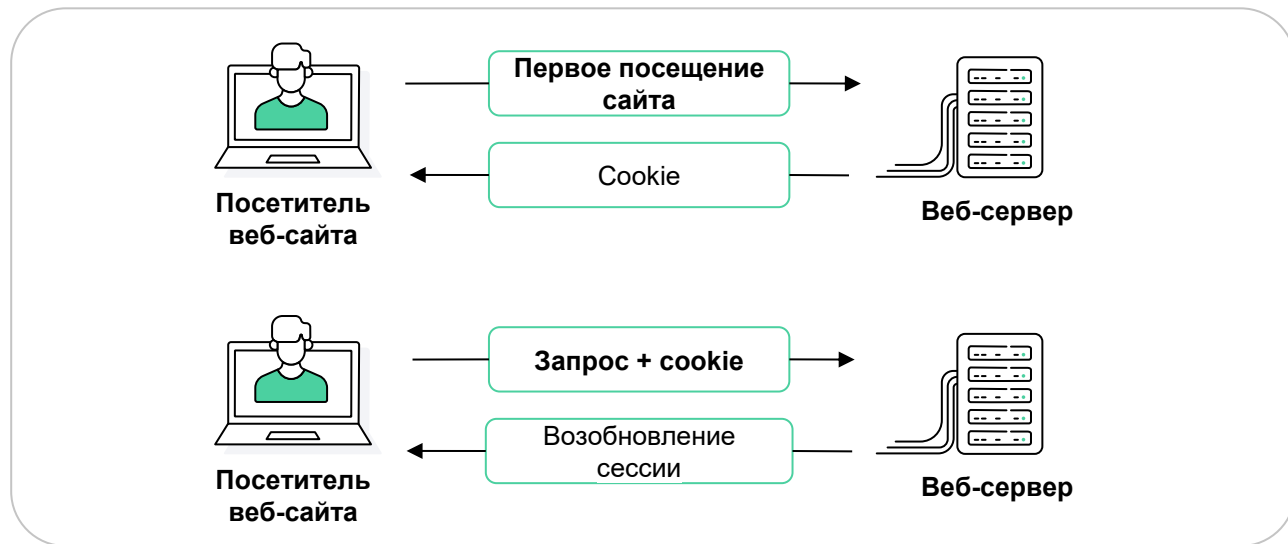 Первое посещение
сайта
Cookie
Посетитель
веб-сайта
Веб-сервер
Запрос + cookie
Возобновление
сессии
Посетитель
веб-сайта
Веб-сервер